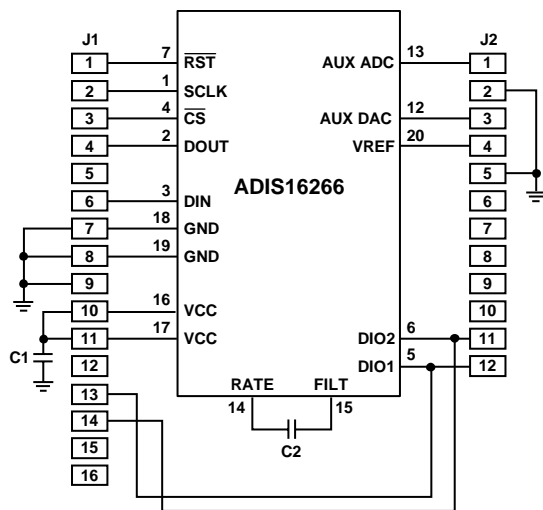 J1 J2
1 7 RST AUX ADC 13 1
2 1 SCLK 2
3 4 CS AUX DAC 12 3
4 2 DOUT VREF 20 4
5 5
ADIS16266
6 3 DIN 6
7 18 GND 7
8 19 GND 8
9 9
10 16 VCC 10
11 17 VCC DIO2 6 11
C1
12 DIO1 5 12
13 RATE FILT
14 14 15
C2
15
16